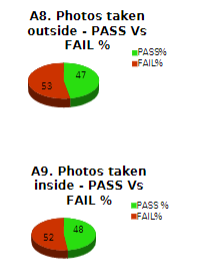 A8. Photos taken
outside - PASS Vs
FAIL %
PASS%
FAIL%
47
53
A9. Photos taken
inside - PASS Vs
FAIL %
PASS %
FAIL%
48
52